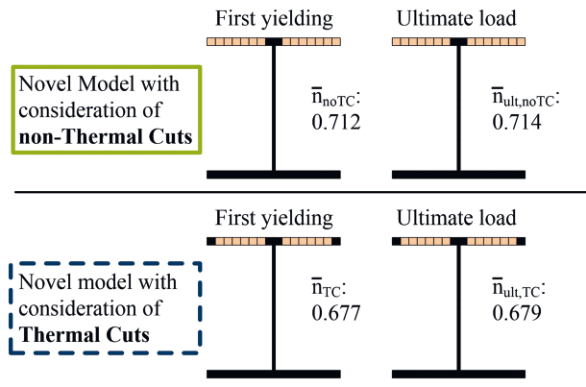 First yielding
Ultimate load
Novel Model with
consideration of
non-Thermal Cuts
n̅noTC:
0.712
n̅ult,noTC:
0.714
First yielding
Ultimate load
Novel model with
consideration of
Thermal Cuts
n̅TC:
0.677
n̅ult,TC:
0.679